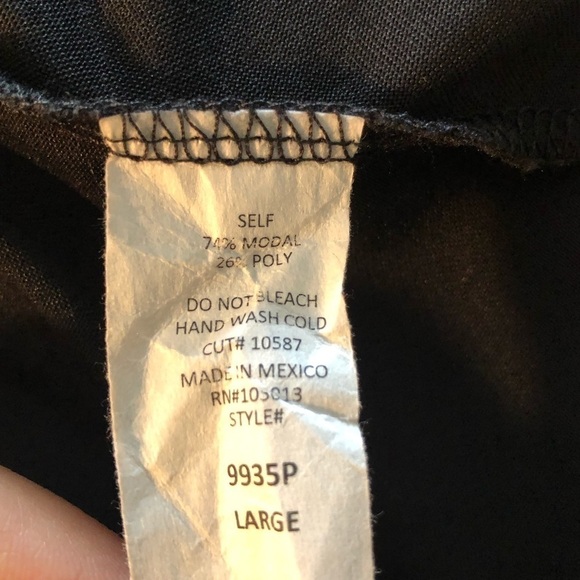 SELF
74% MODAL
26% POLY
DO NOT BLEACH
HAND WASH COLD
CUT# 10587
MADE IN MEXICO
RN#105013
STYLE#
9935P
LARGE